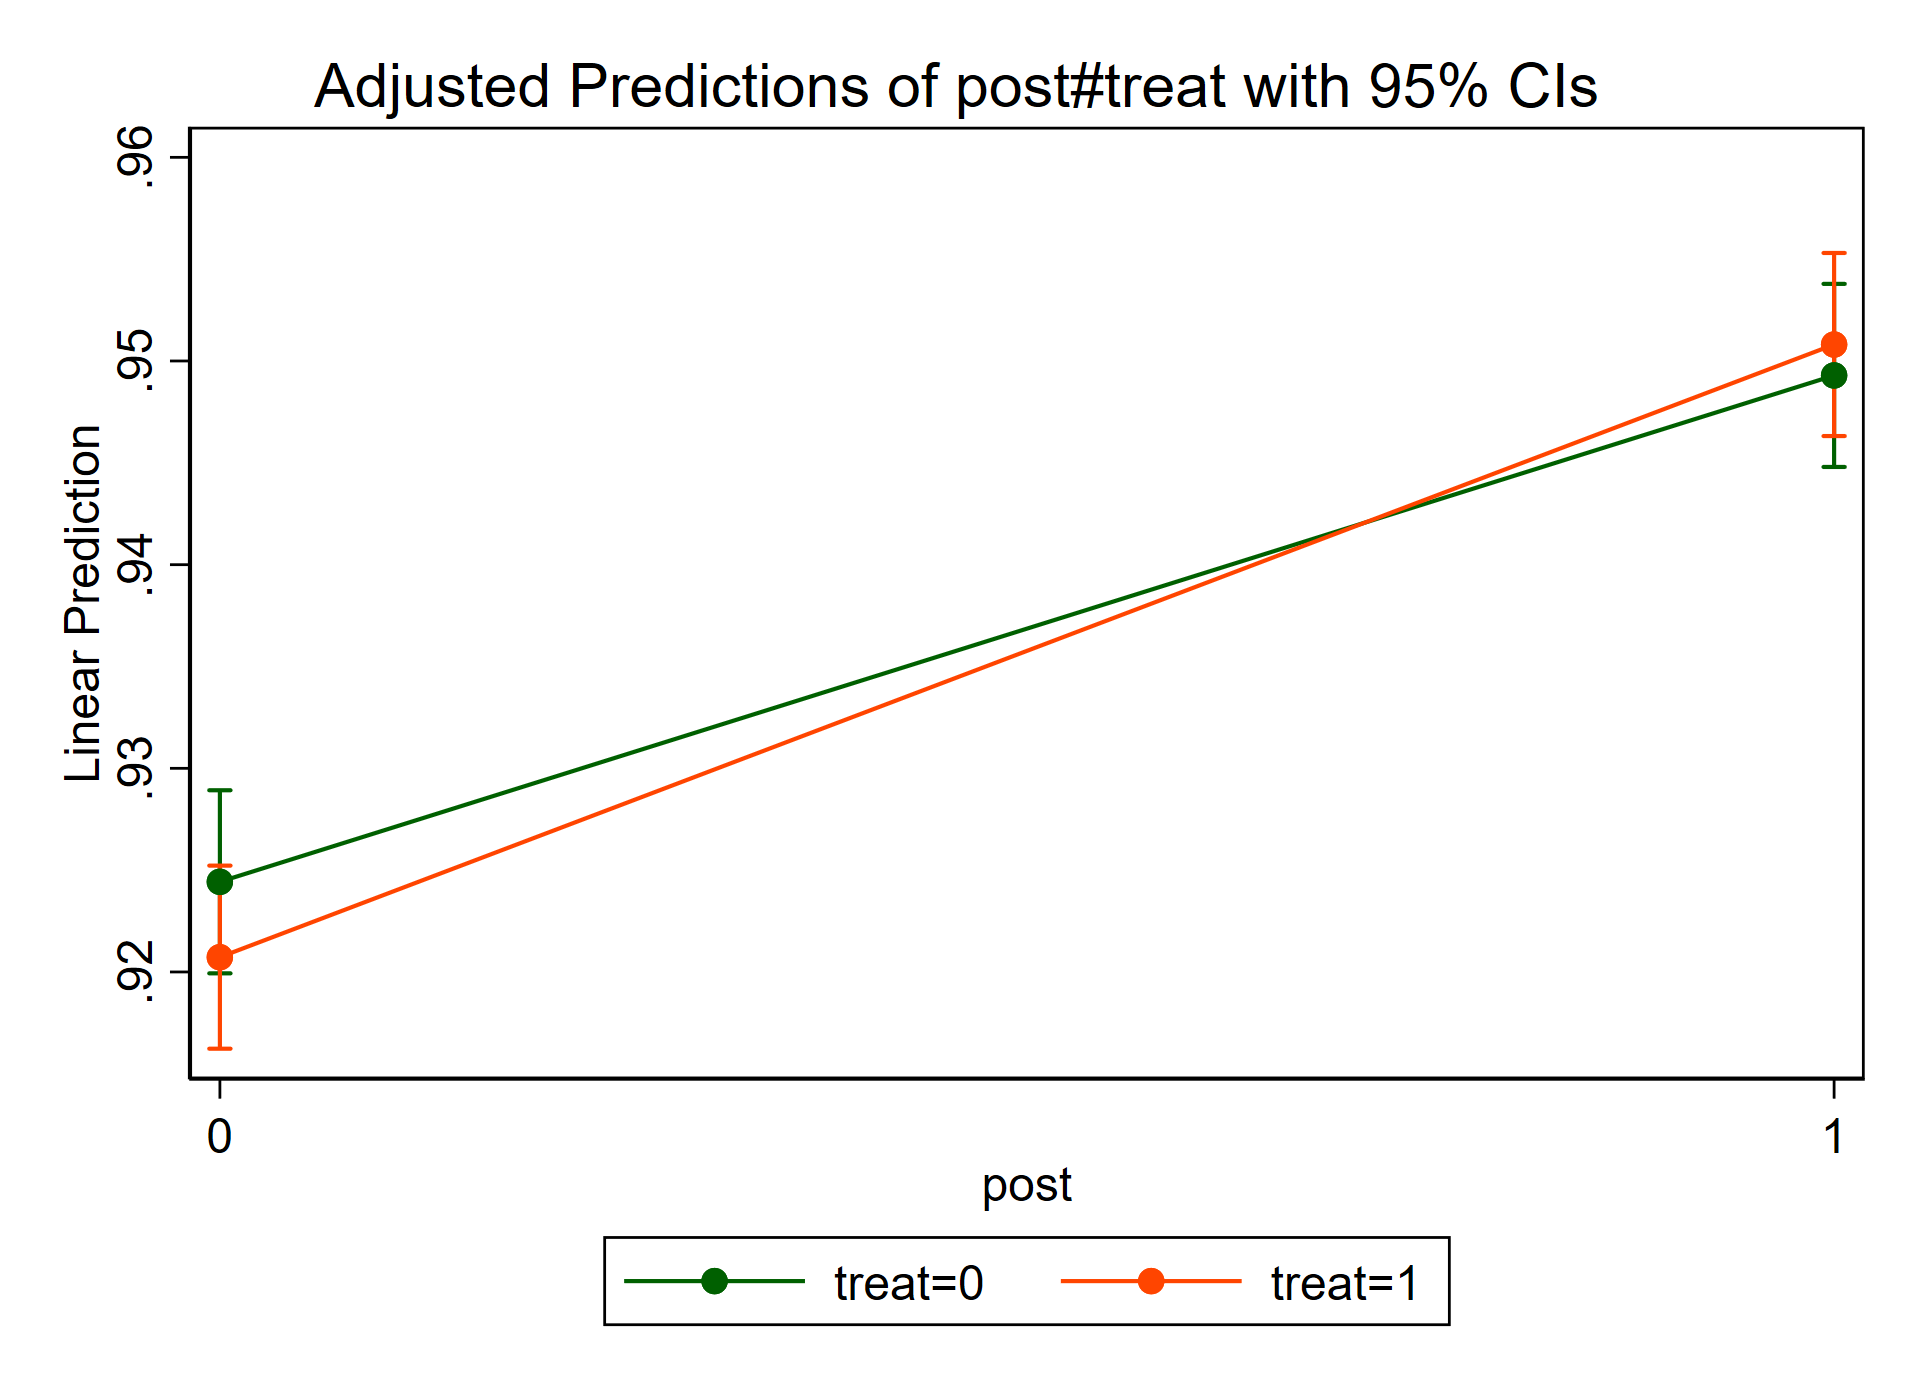 Adjusted Predictions of post#treat with 95% CIs
Linear Prediction
.96
.95
.94
.93
.92
0 1
post
treat=0 treat=1